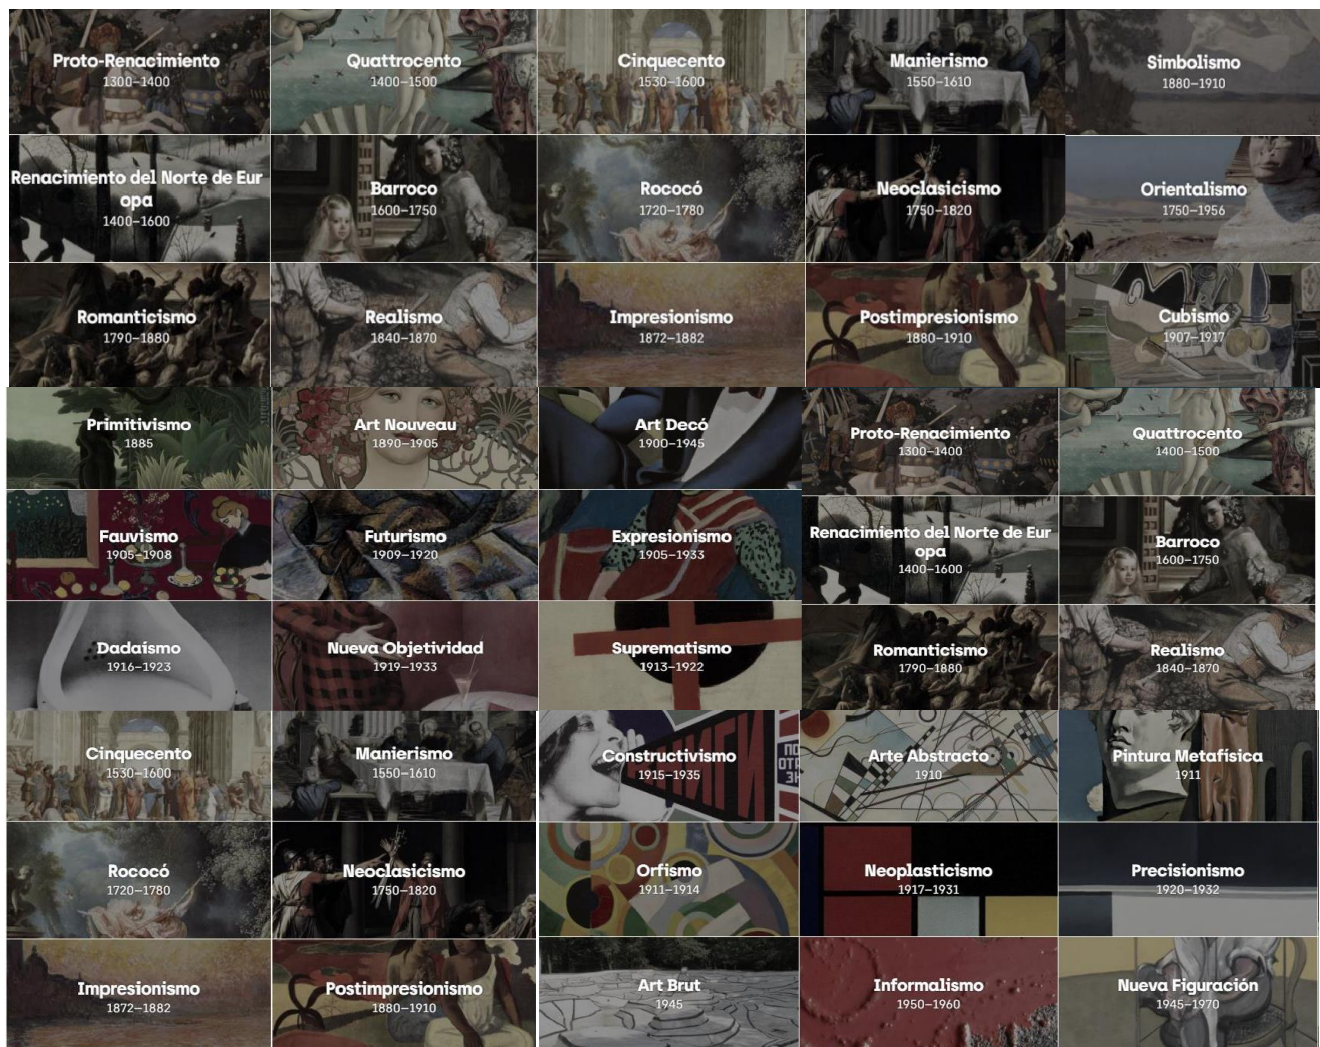 Proto-Renacimiento
1300–1400
Quattrocento
1400–1500
Cinquecento
1530–1600
Manierismo
1550–1610
Simbolismo
1880–1910
Renacimiento del Norte de Eur
opa
1400–1600
Barroco
1600–1750
Rococó
1720–1780
Neoclasicismo
1750–1820
Orientalismo
1750–1956
Romanticismo
1790–1880
Realismo
1840–1870
Impresionismo
1872–1882
Postimpresionismo
1880–1910
Cubismo
1907–1917
Primitivismo
1885
Art Nouveau
1890–1905
Art Decó
1900–1945
Proto-Renacimiento
1300–1400
Quattrocento
1400–1500
Fauvismo
1905–1908
Futurismo
1909–1920
Expresionismo
1905–1933
Renacimiento del Norte de Eur
opa
1400–1600
Barroco
1600–1750
Dadaísmo
1916–1923
Nueva Objetividad
1919–1933
Suprematismo
1913–1922
Romanticismo
1790–1880
Realismo
1840–1870
Cinquecento
1530–1600
Manierismo
1550–1610
Constructivismo
1915–1935
Arte Abstracto
1910
Pintura Metafísica
1911
Rococó
1720–1780
Neoclasicismo
1750–1820
Orfismo
1911–1914
Neoplasticismo
1917–1931
Precisionismo
1920–1932
Impresionismo
1872–1882
Postimpresionismo
1880–1910
Art Brut
1945
Informalismo
1950–1960
Nueva Figuración
1945–1970